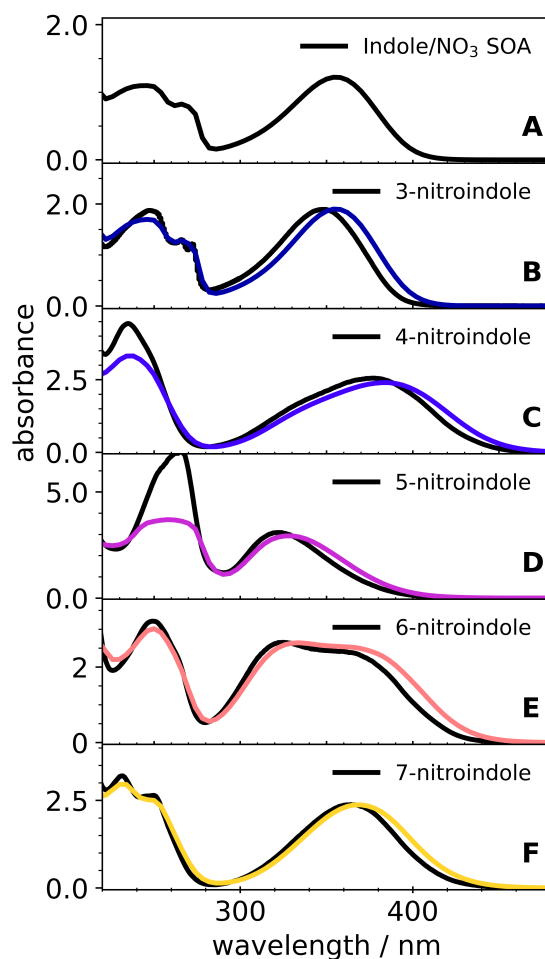 2.0
Indole/NO₃ SOA
A
0.0
3-nitroindole
2.0
B
0.0
4-nitroindole
2.5
C
0.0
5-nitroindole
5.0
D
0.0
6-nitroindole
2
E
0
7-nitroindole
2.5
F
0.0
300 400
wavelength / nm
absorbance